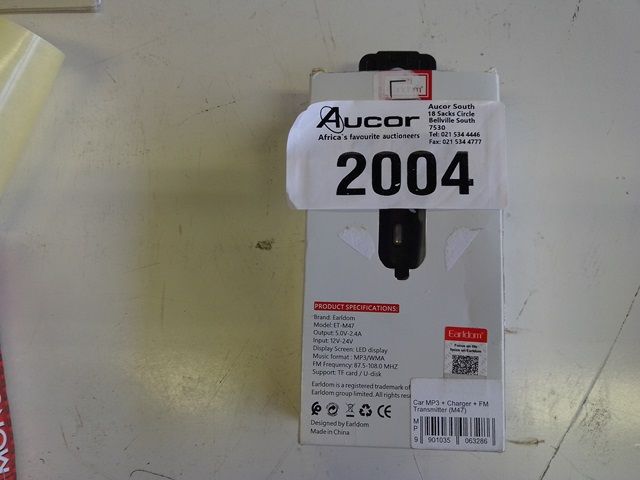 Earldom®
Aucor
Africa's favourite auctioneers
Aucor South
18 Sacks Circle
Bellville South
7530
Tel: 021 534 4446
Fax: 021 534 4777
2004
PRODUCT SPECIFICATIONS:
Brand: Earldom
Model: ET-M47
Output: 5.0V-2.4A
Input: 12V-24V
Display Screen: LED display
Music format : MP3/WMA
FM Frequency: 87.5-108.0 MHZ
Support: TF card / U-disk
Earldom is a registered trademark of
Earldom group limited. All rights
Designed by Earldom
Made in China
Earldom®
Car MP3 + Charger + FM
Transmitter (M47)
M
P
9 901035 063286